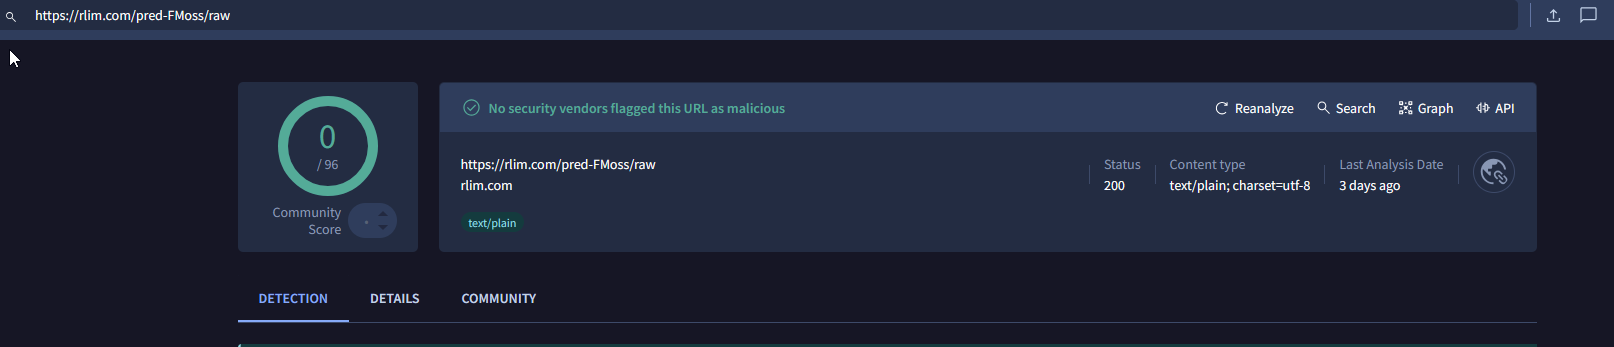 https://rlim.com/pred-FMoss/raw
0
/ 96
Community
Score
No security vendors flagged this URL as malicious
Reanalyze Search Graph API
https://rlim.com/pred-FMoss/raw
rlim.com
text/plain
Status
200
Content type
text/plain; charset=utf-8
Last Analysis Date
3 days ago
DETECTION DETAILS COMMUNITY